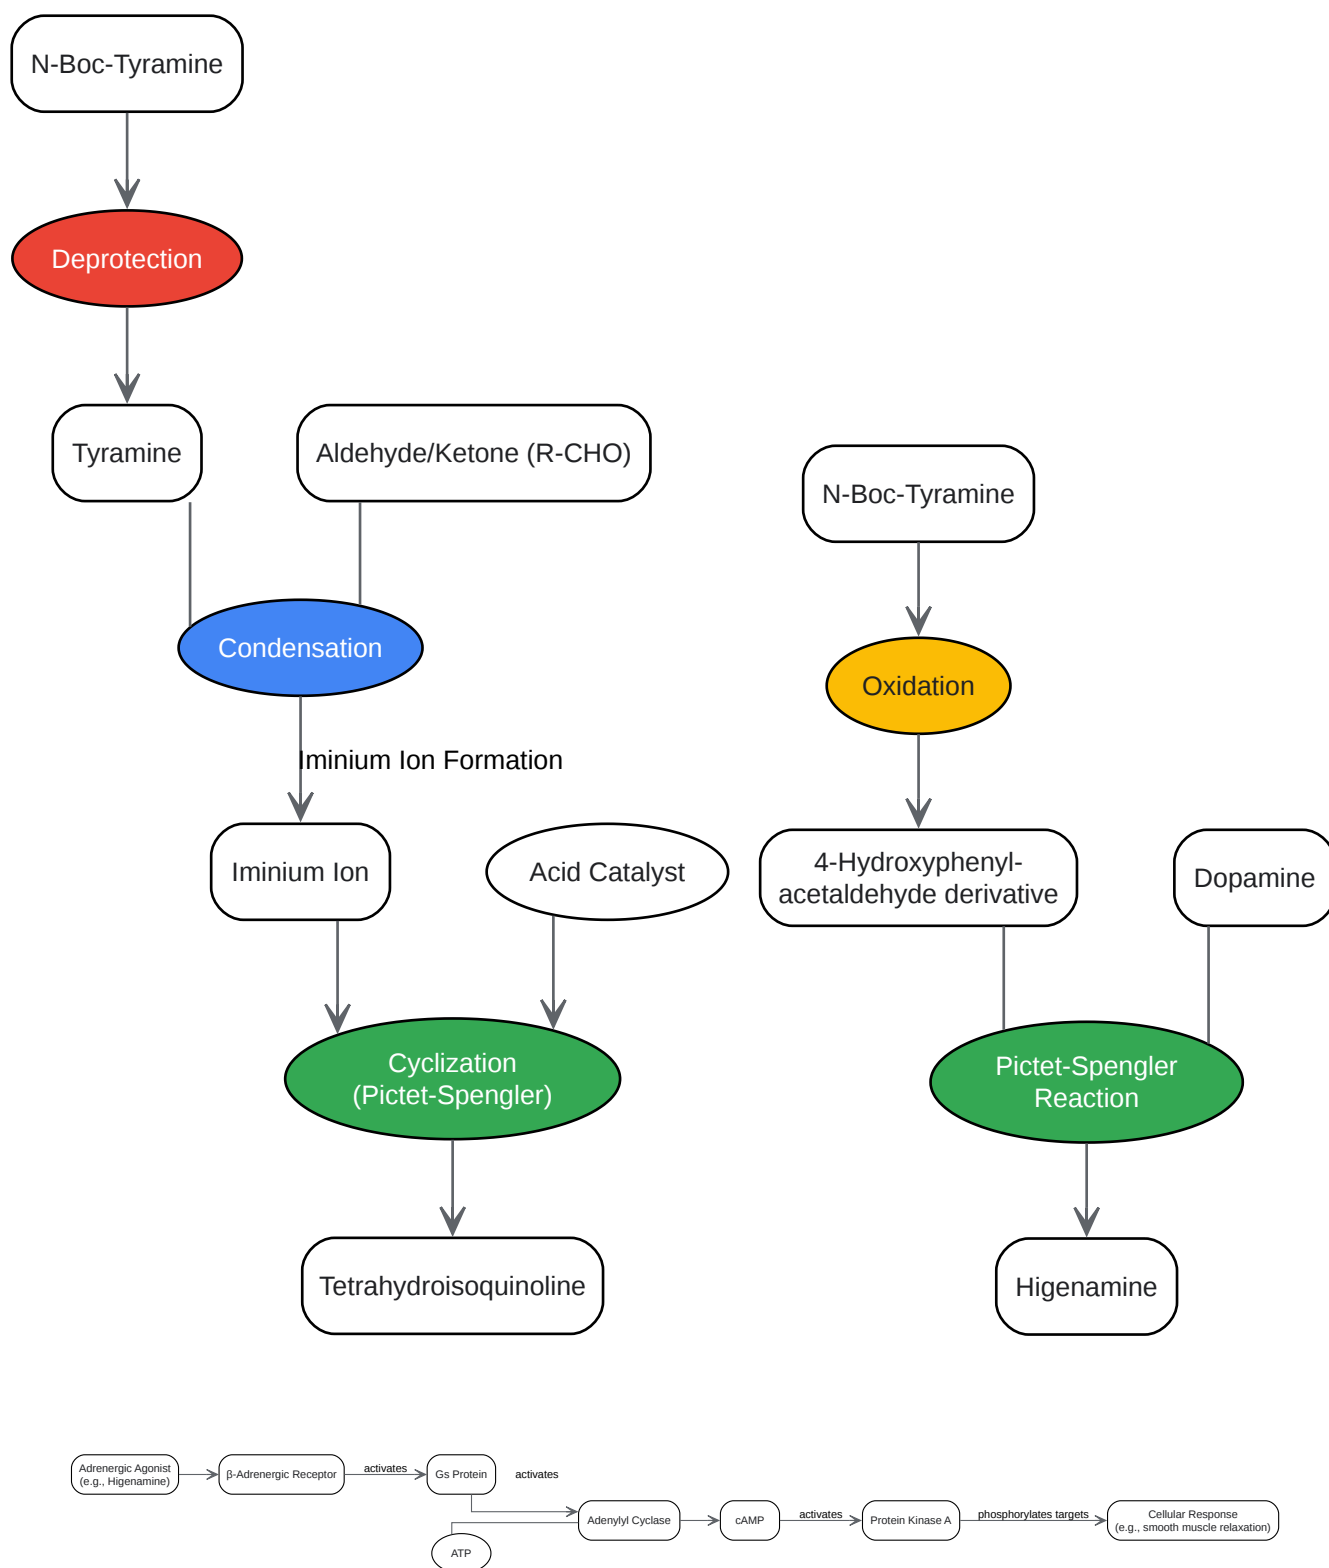 N-Boc-Tyramine
Deprotection
Tyramine
Aldehyde/Ketone (R-CHO)
Condensation
Iminium Ion Formation
Iminium Ion
Acid Catalyst
Cyclization
(Pictet-Spengler)
Tetrahydroisoquinoline
N-Boc-Tyramine
Oxidation
4-Hydroxyphenyl-
acetaldehyde derivative
Dopamine
Pictet-Spengler
Reaction
Higenamine
Adrenergic Agonist
(e.g., Higenamine)
β-Adrenergic Receptor
activates
Gs Protein
activates
Adenylyl Cyclase
ATP
cAMP
activates
Protein Kinase A
phosphorylates targets
Cellular Response
(e.g., smooth muscle relaxation)